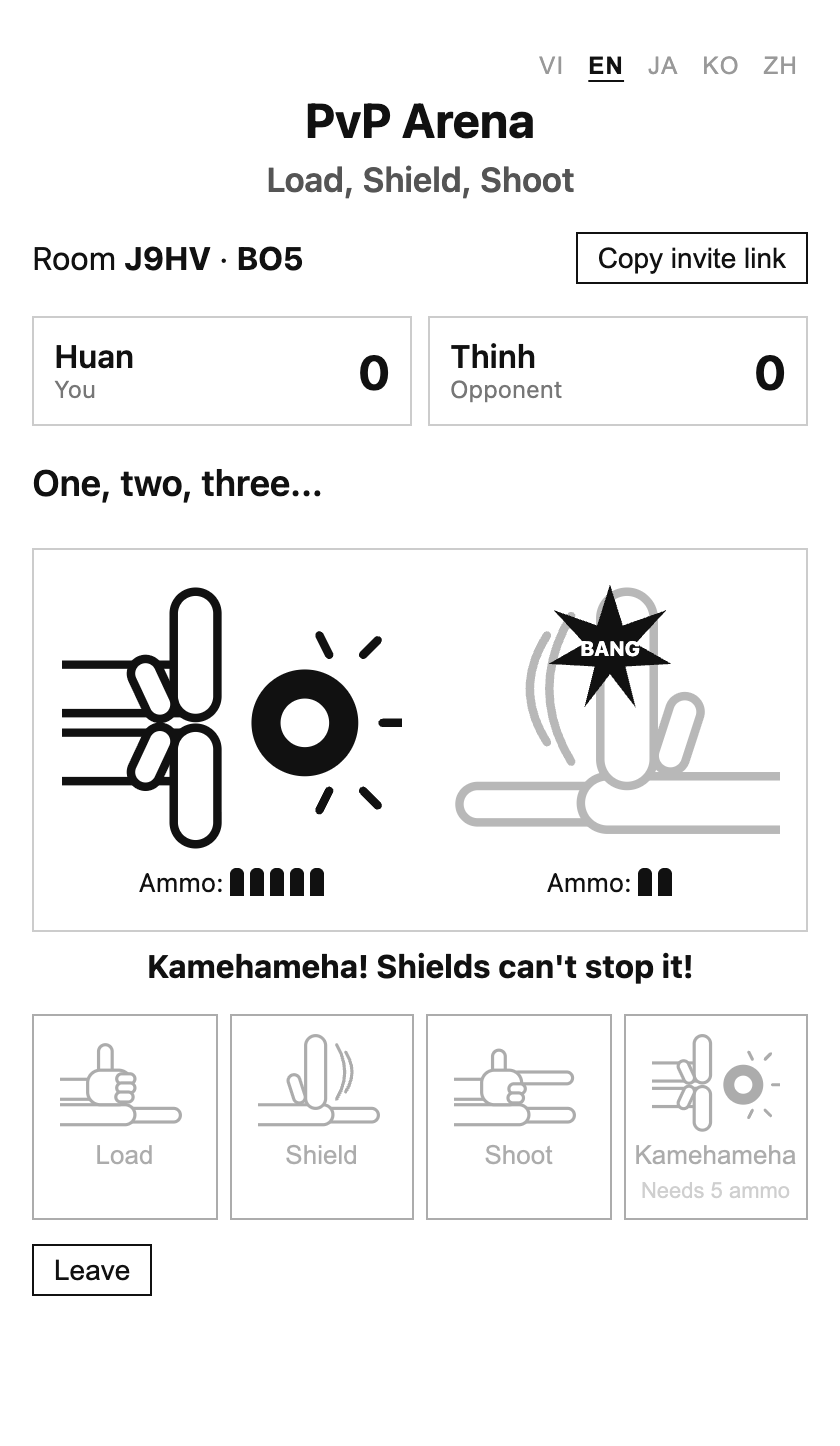 VI EN JA KO ZH
PvP Arena
Load, Shield, Shoot
Room J9HV · BO5
Copy invite link
Huan
You
0
Thinh
Opponent
0
One, two, three...
BANG
Ammo:
Ammo:
Kamehameha! Shields can't stop it!
Load
Shield
Shoot
Kamehameha
Needs 5 ammo
Leave